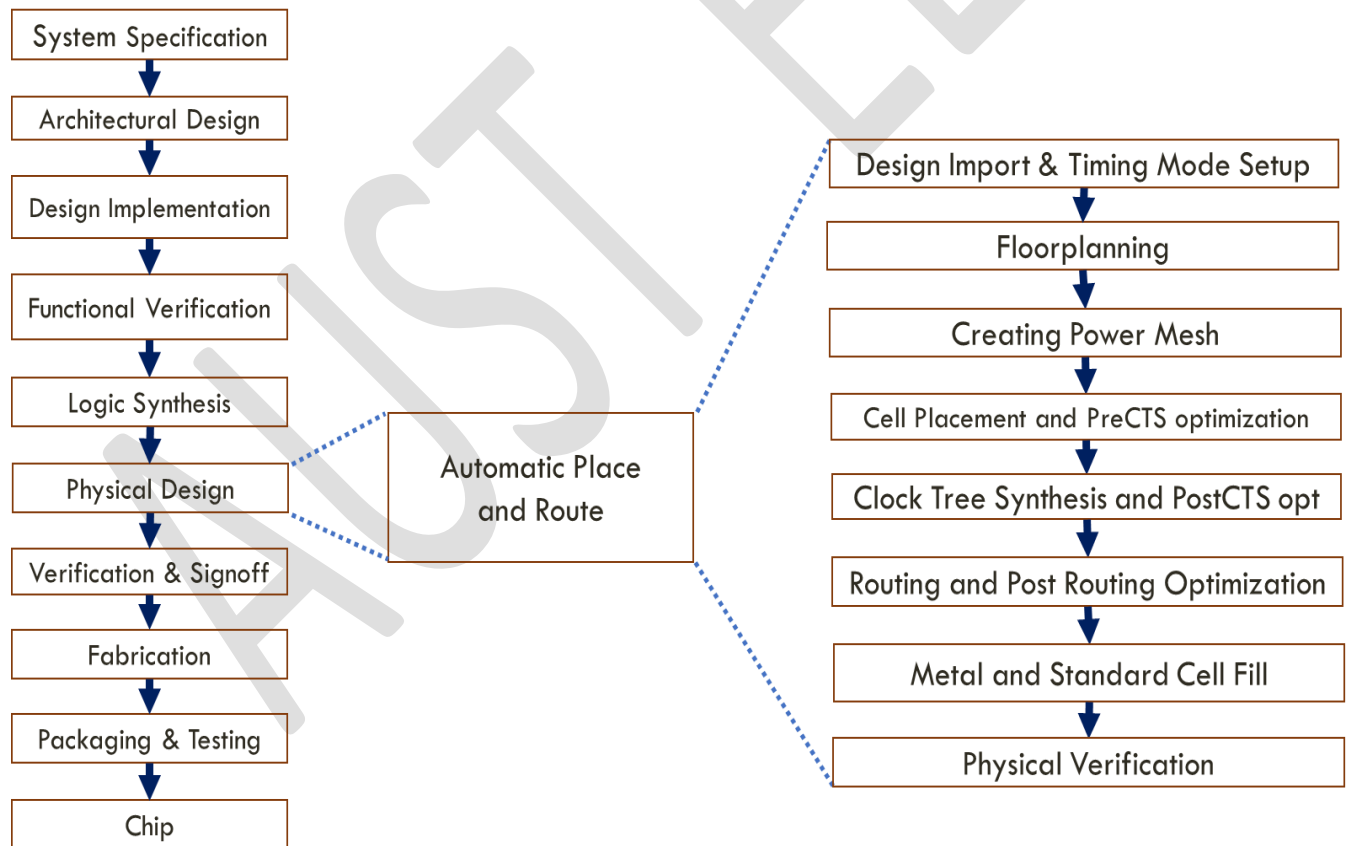 System Specification
Architectural Design
Design Implementation
Functional Verification
Logic Synthesis
Physical Design
Verification & Signoff
Fabrication
Packaging & Testing
Chip
Automatic Place
and Route
Design Import & Timing Mode Setup
Floorplanning
Creating Power Mesh
Cell Placement and PreCTS optimization
Clock Tree Synthesis and PostCTS opt
Routing and Post Routing Optimization
Metal and Standard Cell Fill
Physical Verification
AUST